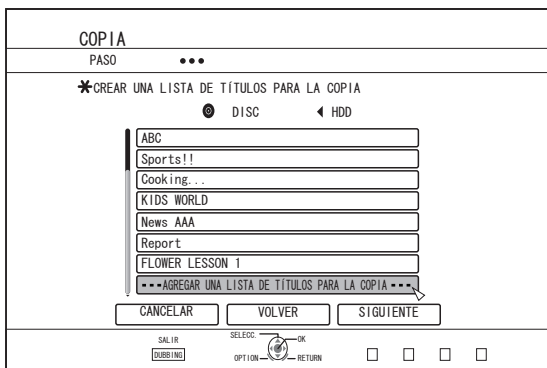 COPIA
PASO
CREAR UNA LISTA DE TÍTULOS PARA LA COPIA
DISC HDD
ABC
Sports!!
Cooking...
KIDS WORLD
News AAA
Report
FLOWER LESSON 1
---AGREGAR UNA LISTA DE TÍTULOS PARA LA COPIA---
CANCELAR VOLVER SIGUIENTE
SALIR SELECC. OK
DUBBING OPTION RETURN